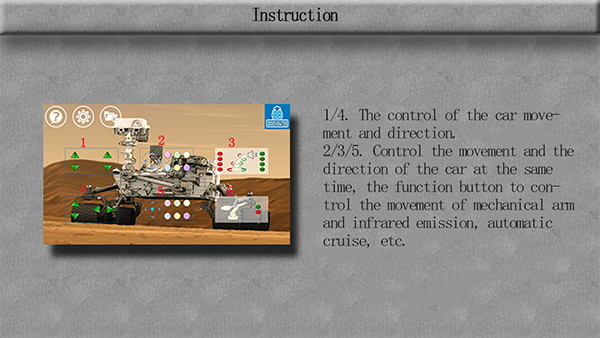 Instruction
1 2 3
5
1/4. The control of the car move-
ment and direction.
2/3/5. Control the movement and the
direction of the car at the same
time, the function button to con-
trol the movement of mechanical arm
and infrared emission, automatic
cruise, etc.